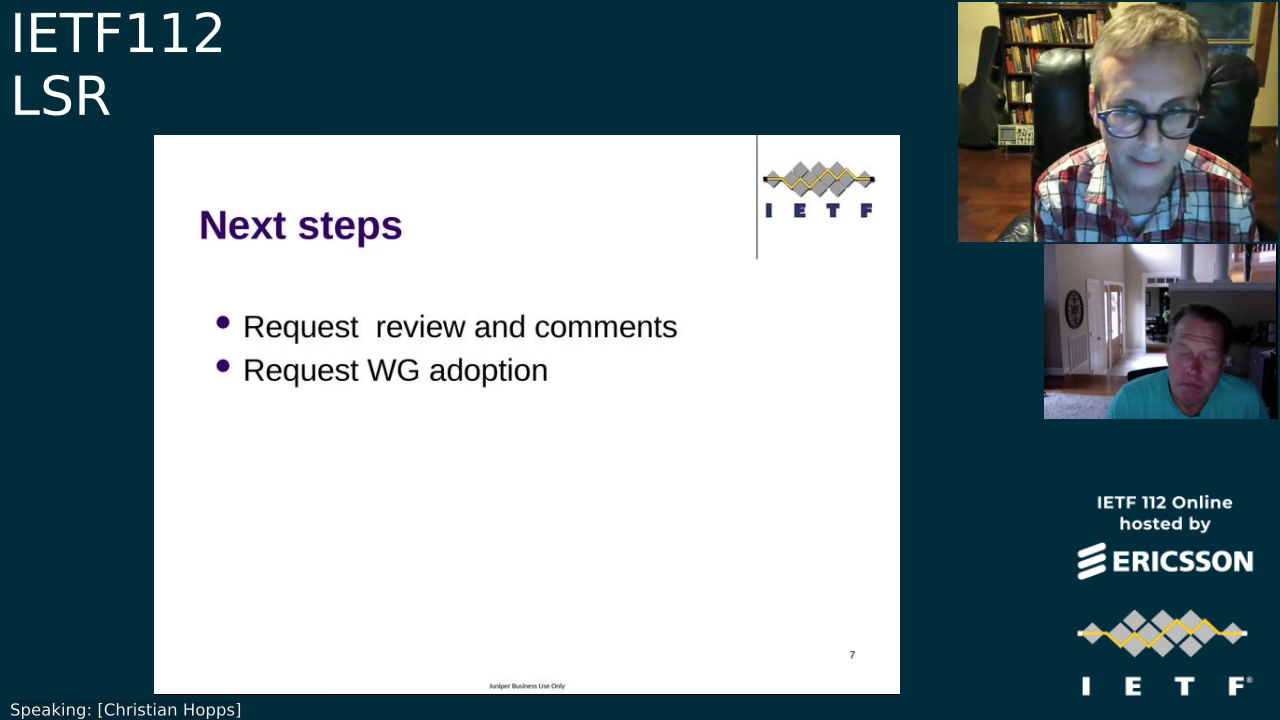 IETF112
LSR
I E T F
Next steps
Request  review and comments
Request WG adoption
7
Juniper Business Use Only
IETF 112 Online
hosted by
ERICSSON
I E T F®
Speaking: [Christian Hopps]